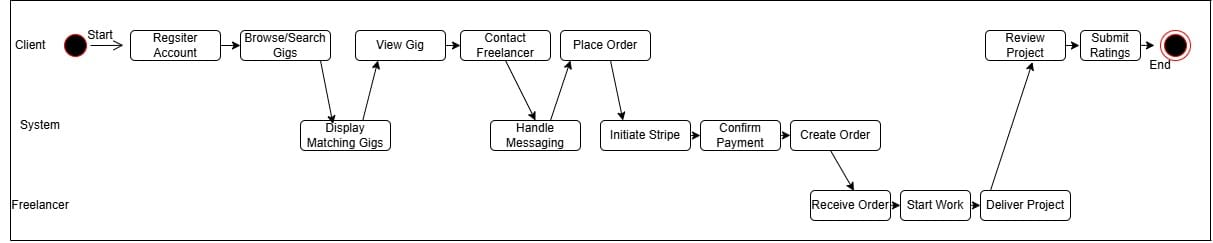 Client
Start
Regsiter
Account
Browse/Search
Gigs
View Gig
Contact
Freelancer
Place Order
Review
Project
Submit
Ratings
End
System
Display
Matching Gigs
Handle
Messaging
Initiate Stripe
Confirm
Payment
Create Order
Freelancer
Receive Order
Start Work
Deliver Project